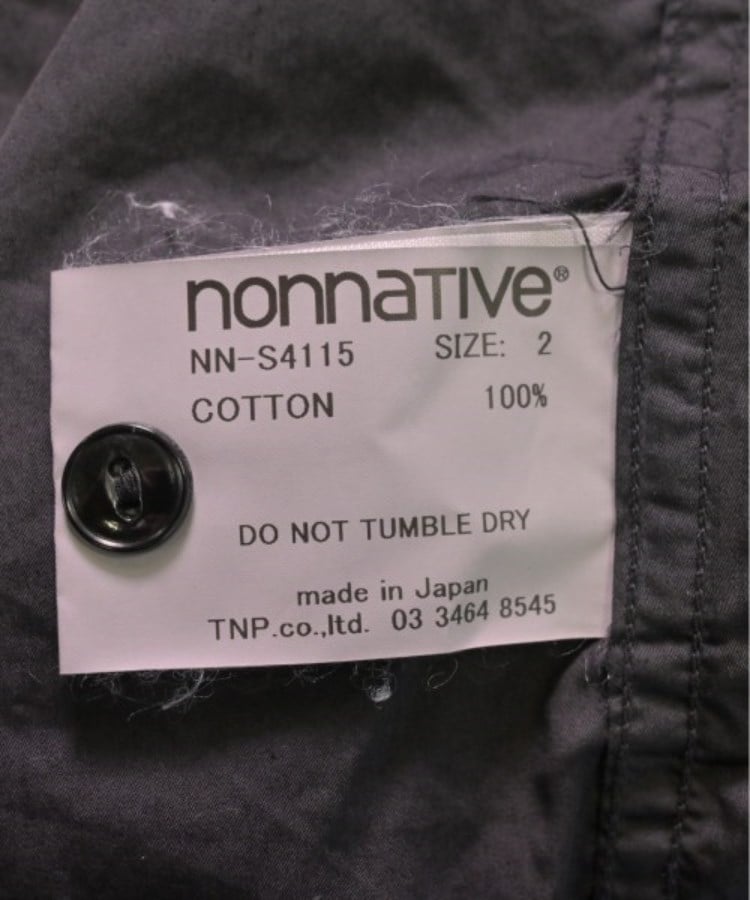 nonnaTIVe®
NN-S4115 SIZE: 2
COTTON 100%
DO NOT TUMBLE DRY
made in Japan
TNP.co.,ltd. 03 3464 8545